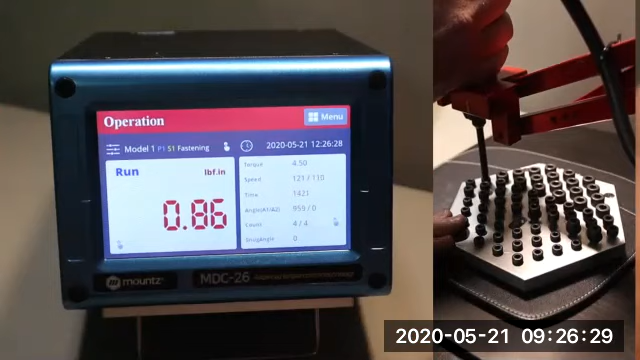 Operation
Menu
Model 1 P1 S1 Fastening
2020-05-21 12:26:28
Run
lbf.in
0.86
Torque 4.50
Speed 121 / 110
Time 1421
Angle(A1/A2) 959 / 0
Count 4 / 4
SnugAngle 0
m mountz
MDC-26
2020-05-21 09:26:29